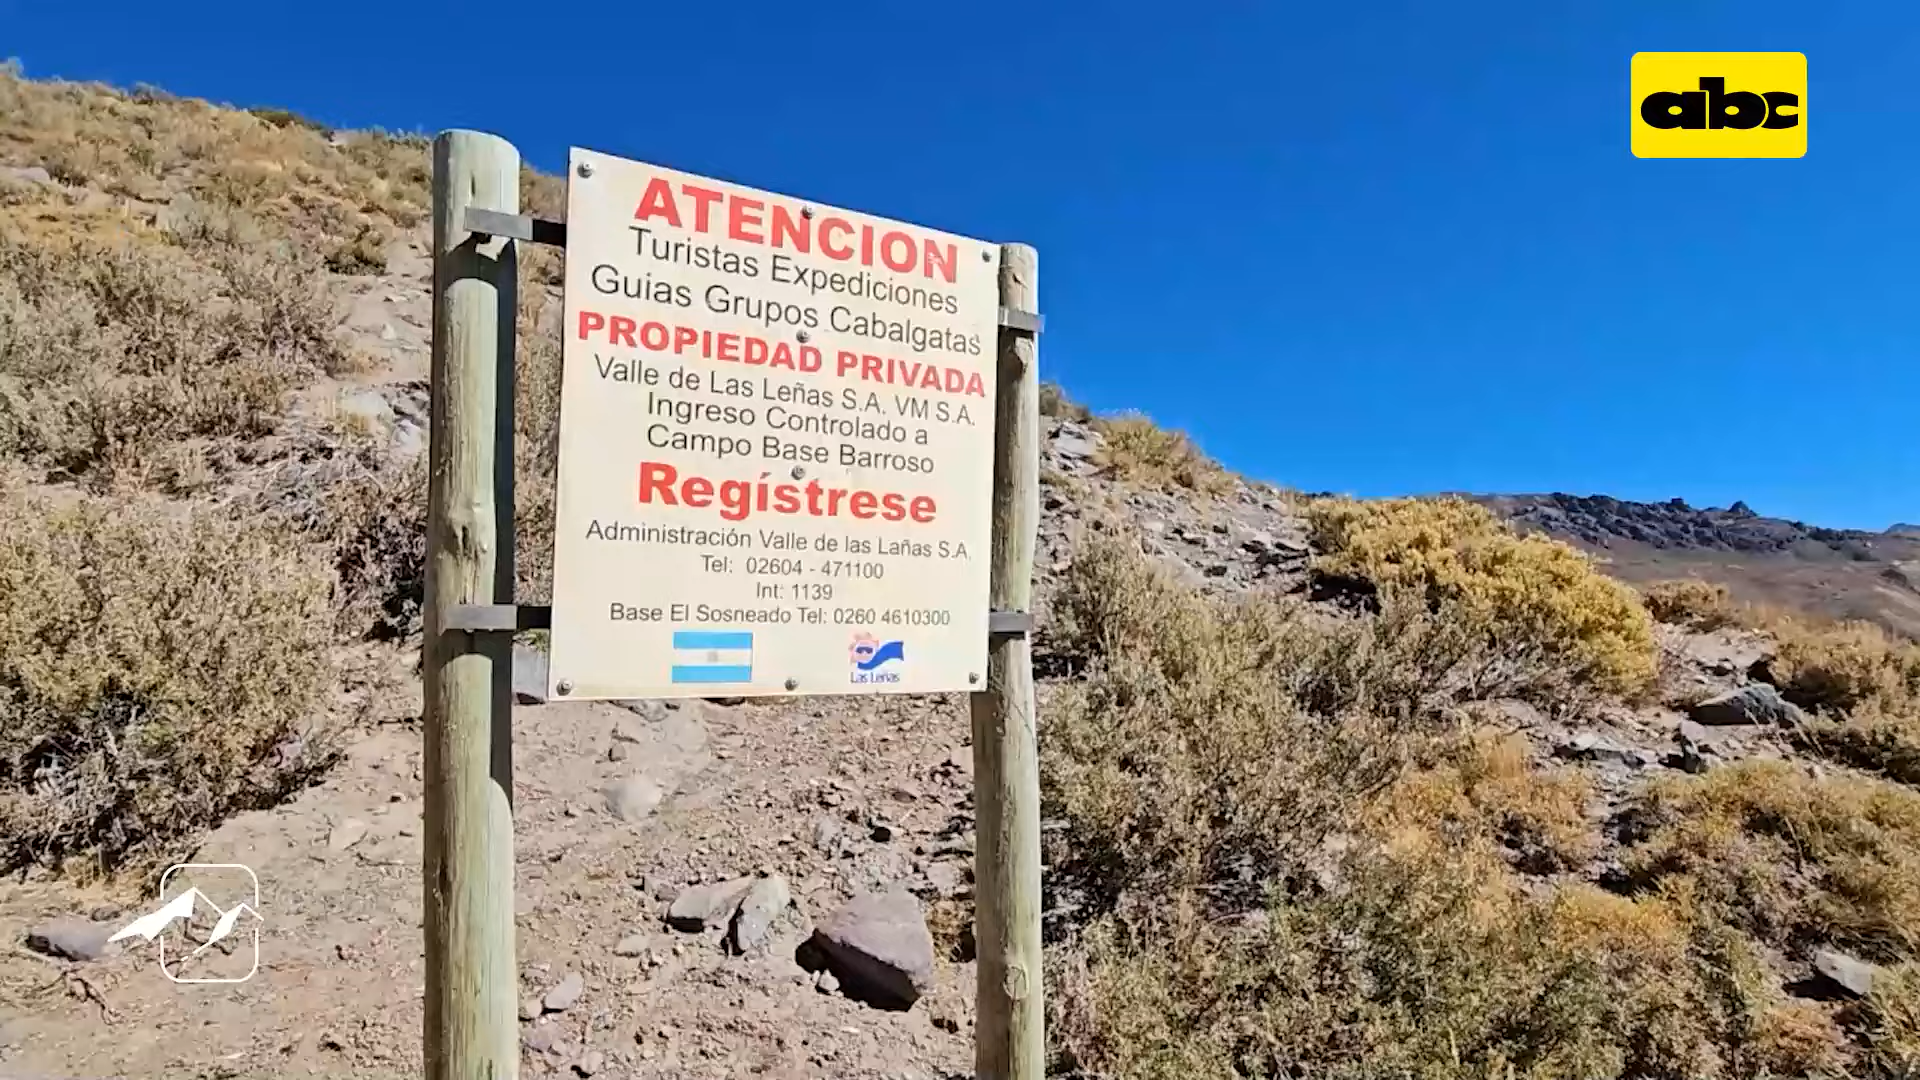 abc
ATENCION
Turistas Expediciones
Guias Grupos Cabalgatas
PROPIEDAD PRIVADA
Valle de Las Leñas S.A. VM S.A.
Ingreso Controlado a
Campo Base Barroso
Regístrese
Administración Valle de las Lañas S.A.
Tel: 02604 - 471100
Int: 1139
Base El Sosneado Tel: 0260 4610300
Las Leñas